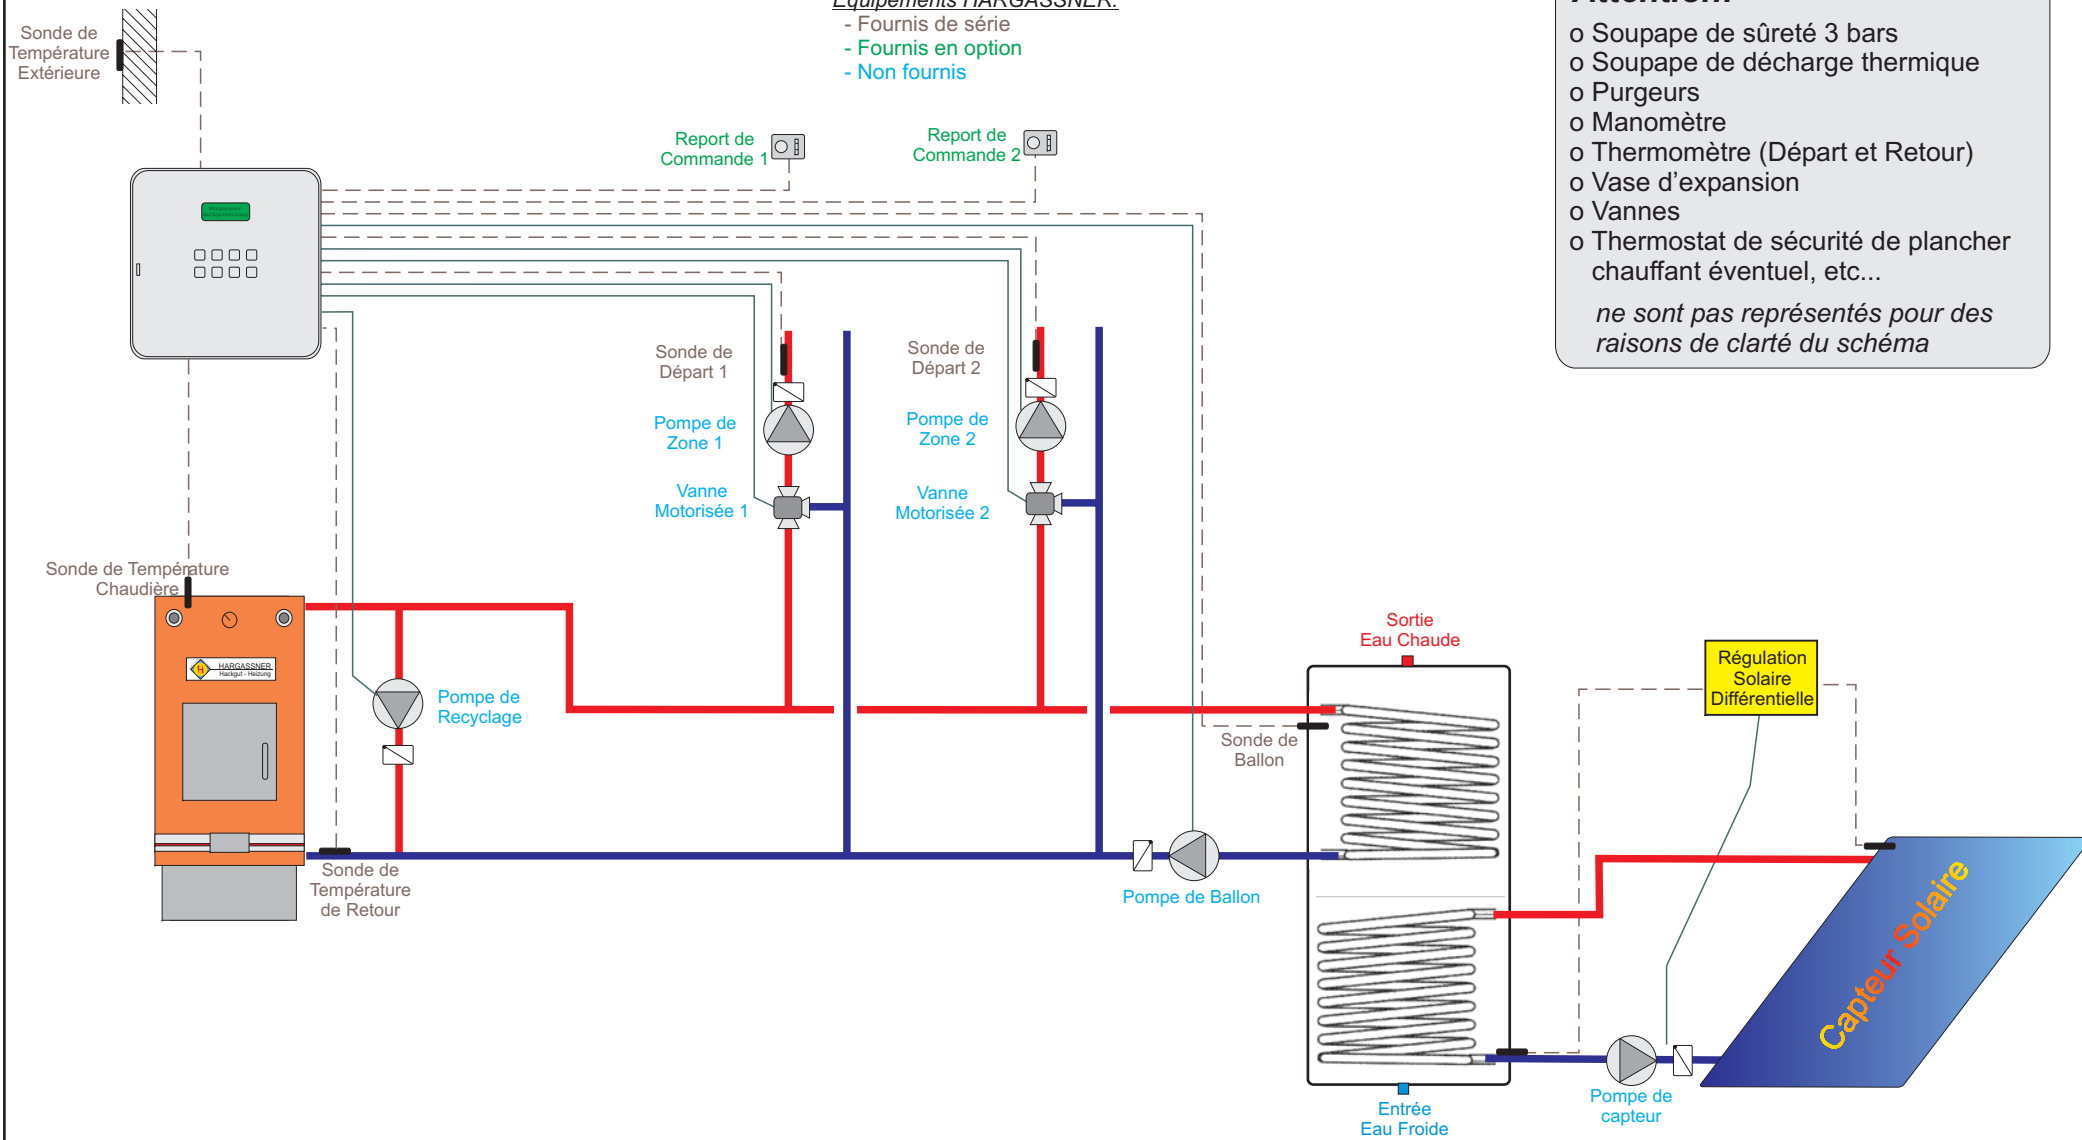 Equipements HARGASSNER:
- Fournis de série
- Fournis en option
- Non fournis
Attention:
o Soupape de sûreté 3 bars
o Soupape de décharge thermique
o Purgeurs
o Manomètre
o Thermomètre (Départ et Retour)
o Vase d'expansion
o Vannes
o Thermostat de sécurité de plancher
chauffant éventuel, etc...
ne sont pas représentés pour des
raisons de clarté du schéma
Sonde de
Température
Extérieure
Report de
Commande 1
Report de
Commande 2
Sonde de
Départ 1
Sonde de
Départ 2
Pompe de
Zone 1
Pompe de
Zone 2
Vanne
Motorisée 1
Vanne
Motorisée 2
Sonde de Température
Chaudière
H
HARGASSNER
Hackgut - Heizung
Pompe de
Recyclage
Sonde de
Température
de Retour
Sortie
Eau Chaude
Sonde de
Ballon
Pompe de Ballon
Régulation
Solaire
Différentielle
Capteur Solaire
Pompe de
capteur
Entrée
Eau Froide